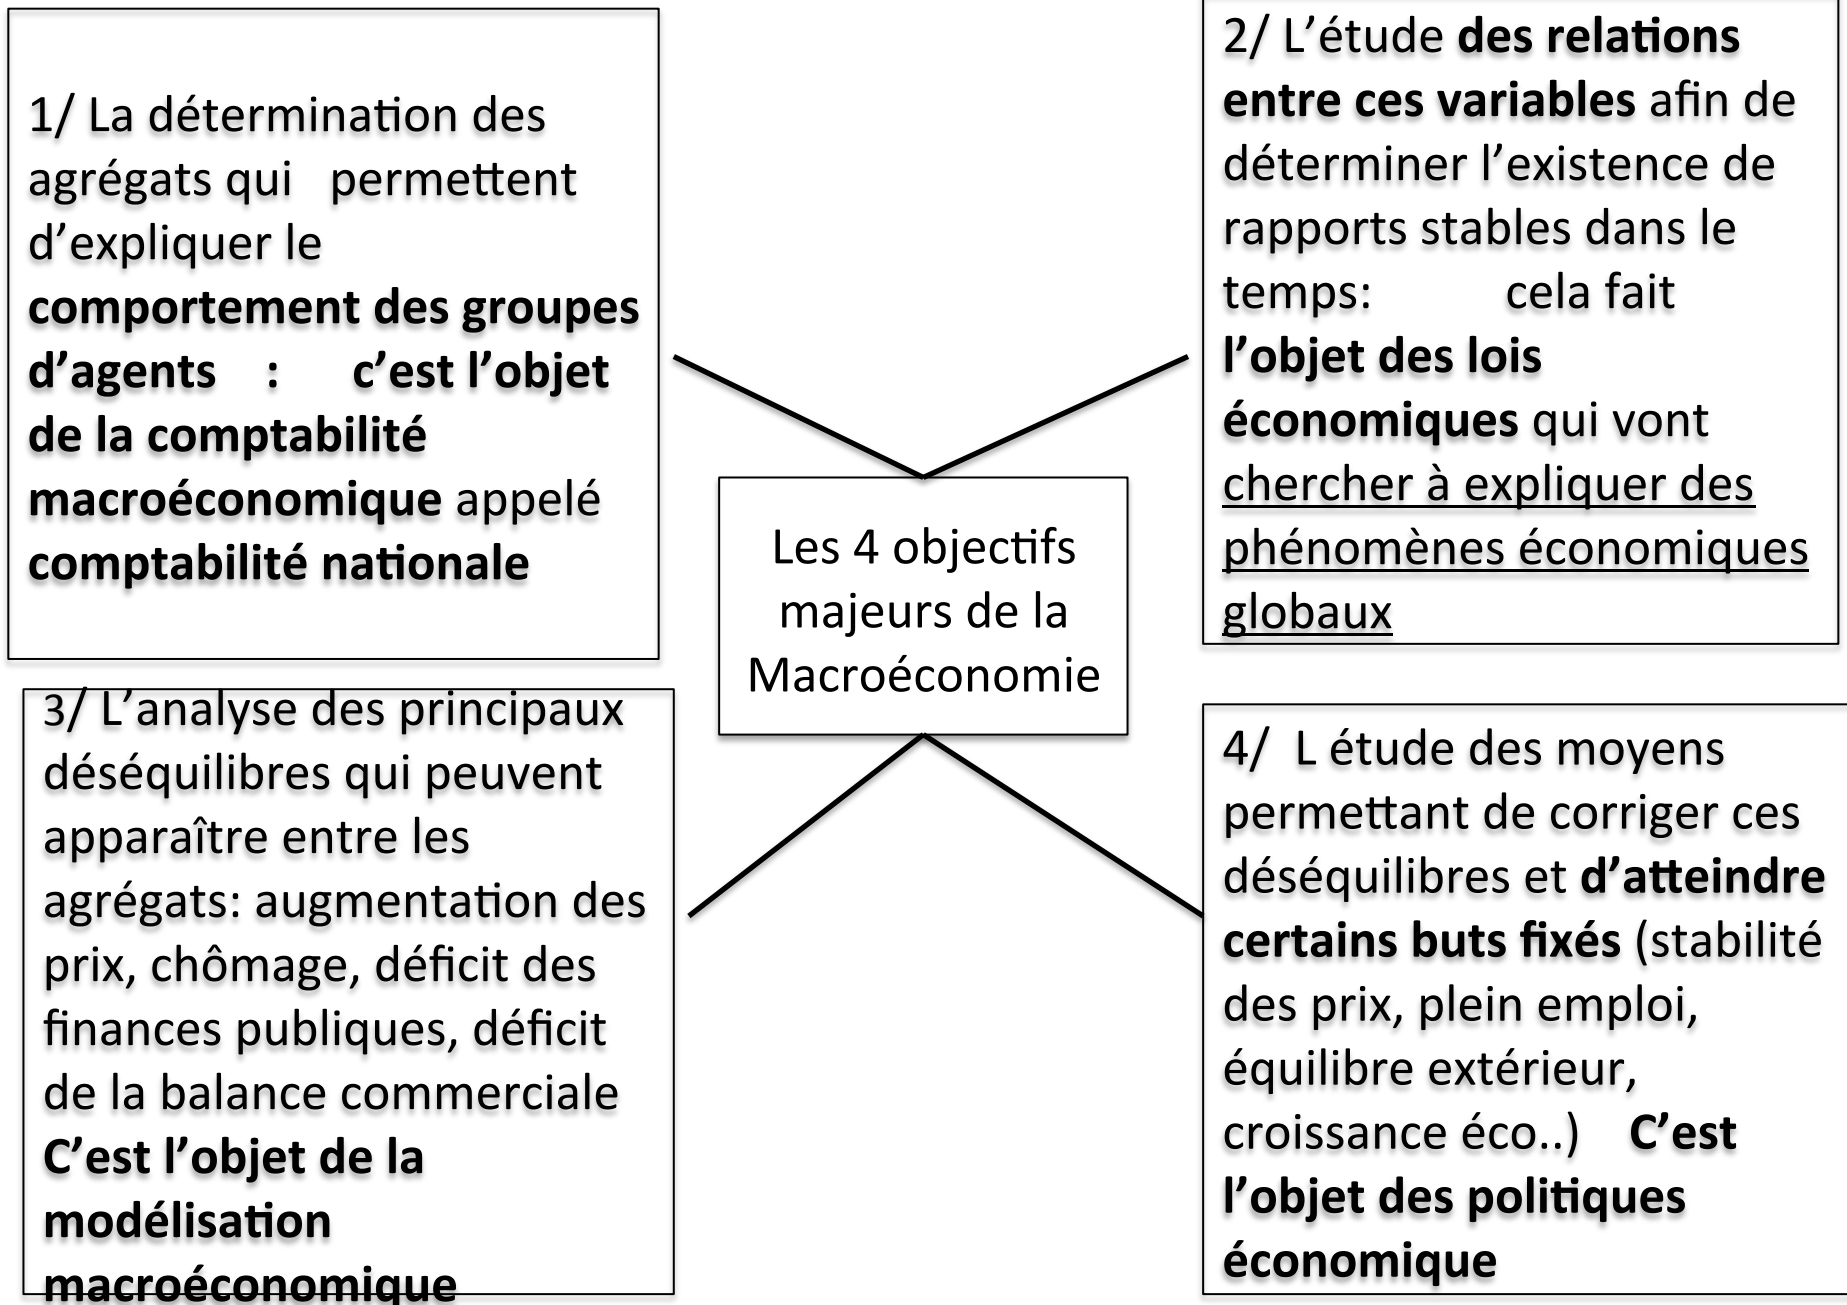 1/ La détermination des
agrégats qui permettent
d’expliquer le
comportement des groupes
d’agents : c’est l’objet
de la comptabilité
macroéconomique appelé
comptabilité nationale
2/ L’étude des relations
entre ces variables afin de
déterminer l’existence de
rapports stables dans le
temps: cela fait
l’objet des lois
économiques qui vont
chercher à expliquer des
phénomènes économiques
globaux
Les 4 objectifs
majeurs de la
Macroéconomie
3/ L’analyse des principaux
déséquilibres qui peuvent
apparaître entre les
agrégats: augmentation des
prix, chômage, déficit des
finances publiques, déficit
de la balance commerciale
C’est l’objet de la
modélisation
macroéconomique
4/ L étude des moyens
permettant de corriger ces
déséquilibres et d’atteindre
certains buts fixés (stabilité
des prix, plein emploi,
équilibre extérieur,
croissance éco..) C’est
l’objet des politiques
économique